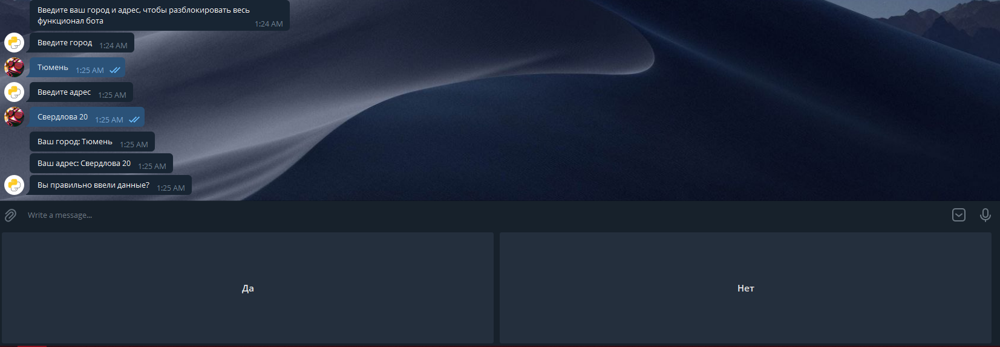 Введите ваш город и адрес, чтобы разблокировать весь
функционал бота 1:24 AM
Введите город 1:24 AM
Тюмень 1:25 AM
Введите адрес 1:25 AM
Свердлова 20 1:25 AM
Ваш город: Тюмень 1:25 AM
Ваш адрес: Свердлова 20 1:25 AM
Вы правильно ввели данные? 1:25 AM
Write a message...
Да
Нет